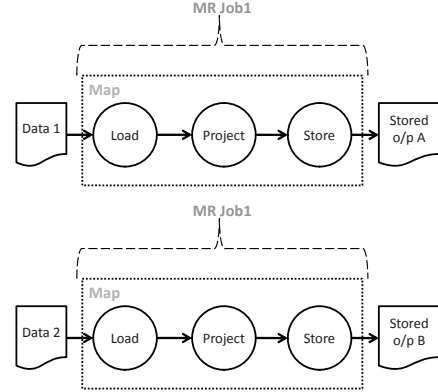 MR Job1
Map
Data 1
Load
Project
Store
Stored
o/p A
MR Job1
Map
Data 2
Load
Project
Store
Stored
o/p B